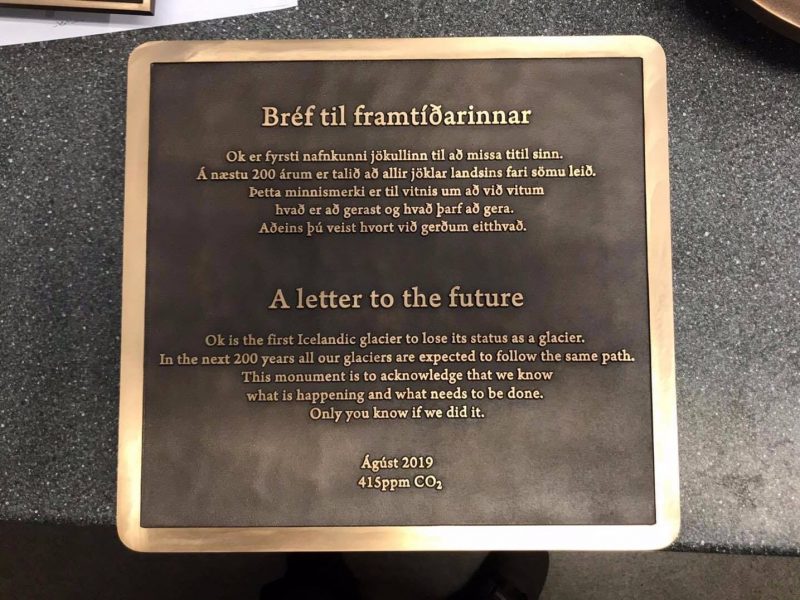 Bréf til framtíðarinnar
Ok er fyrsti nafnkunni jökullinn til að missa titil sinn.
Á næstu 200 árum er talið að allir jöklar landsins fari sömu leið.
Þetta minnismerki er til vitnis um að við vitum
hvað er að gerast og hvað þarf að gera.
Aðeins þú veist hvort við gerðum eitthvað.
A letter to the future
Ok is the first Icelandic glacier to lose its status as a glacier.
In the next 200 years all our glaciers are expected to follow the same path.
This monument is to acknowledge that we know
what is happening and what needs to be done.
Only you know if we did it.
Ágúst 2019
415ppm CO₂